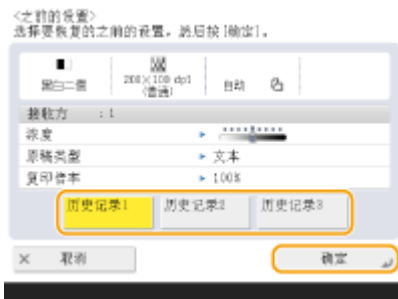 <之前的设置>
选择要恢复的之前的设置，然后按[确定]。
黑白二值
200×100 dpi
(普通)
自动
接收方 : 1
浓度
原稿类型 ▶ 文本
复印倍率 ▶ 100%
历史记录1 历史记录2 历史记录3
× 取消 确定